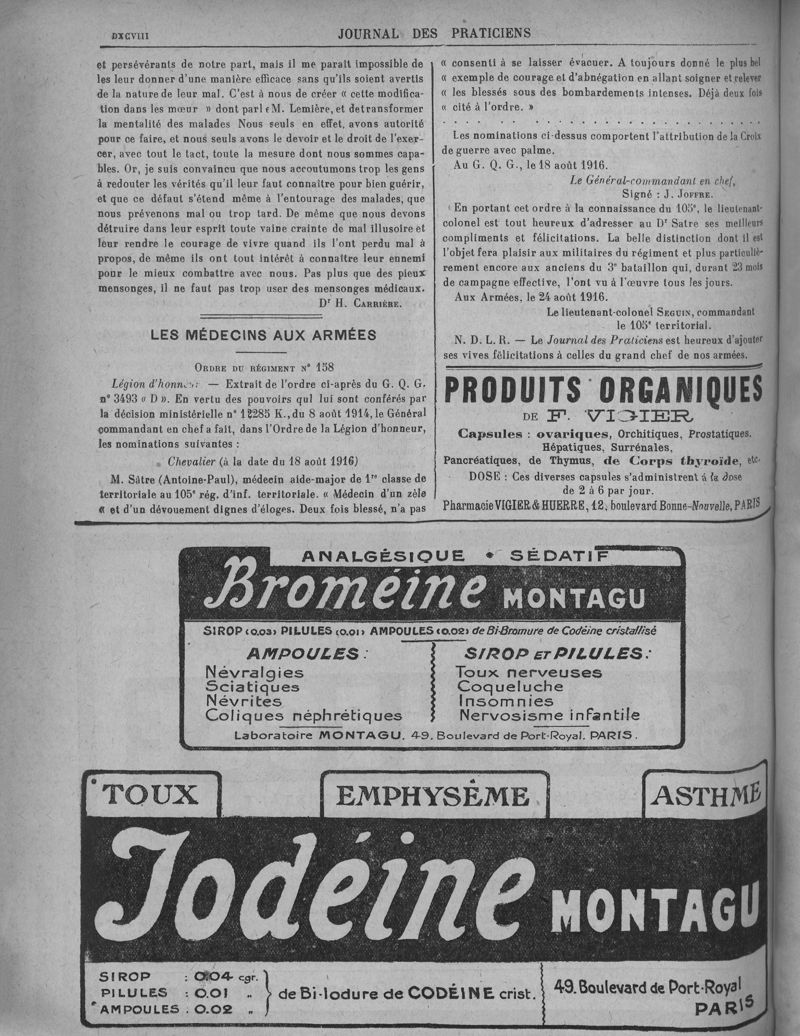 DXCVIII
JOURNAL DES PRATICIENS
et persévérants de notre part, mais il me parait impossible de
les leur donner d'une manière efficace sans qu'ils soient avertis
de la nature de leur mal. C'est à nous de créer « cette modifica-
tion dans les mœur » dont parle M. Lemière, et detransformer
la mentalité des malades Nous seuls en effet, avons autorité
pour ce faire, et nous seuls avons le devoir et le droit de l'exer-
cer, avec tout le tact, toute la mesure dont nous sommes capa-
bles. Or, je suis convaincu que nous accoutumons trop les gens
à redouter les vérités qu'il leur faut connaître pour bien guérir,
et que ce défaut s'étend même à l'entourage des malades, que
nous prévenons mal ou trop tard. De même que nous devons
détruire dans leur esprit toute vaine crainte de mal illusoire et
leur rendre le courage de vivre quand ils l'ont perdu mal à
propos, de même ils ont tout intérêt à connaître leur ennemi
pour le mieux combattre avec nous. Pas plus que des pieux
mensonges, il ne faut pas trop user des mensonges médicaux.
Dr H. CARRIÈRE.
LES MÉDECINS AUX ARMÉES
ORDRE DU RÉGIMENT N° 158
Légion d'honneur — Extrait de l'ordre ci-après du G. Q. G.
n° 3493 « D ». En vertu des pouvoirs qui lui sont conférés par
la décision ministérielle n° 12285 K., du 8 août 1914, le Général
commandant en chef a fait, dans l'Ordre de la Légion d'honneur,
les nominations suivantes :
Chevalier (à la date du 18 août 1916)
M. Sâtre (Antoine-Paul), médecin aide-major de 1re classe de
territoriale au 105e rég. d'inf. territoriale. « Médecin d'un zèle
« et d'un dévouement dignes d'éloges. Deux fois blessé, n'a pas
« consenti à se laisser évacuer. A toujours donné le plus bel
« exemple de courage et d'abnégation en allant soigner et relever
« les blessés sous des bombardements intenses. Déjà deux fois
« cité à l'ordre. »
. . . . . . . . . . . . . . . . . . . . . . . . . . .
Les nominations ci-dessus comportent l'attribution de la Croix
de guerre avec palme.
Au G. Q. G., le 18 août 1916.
Le Général-commandant en chef,
Signé : J. JOFFRE.
En portant cet ordre à la connaissance du 105e, le lieutenant-
colonel est tout heureux d'adresser au Dr Satre ses meilleurs
compliments et félicitations. La belle distinction dont il est
l'objet fera plaisir aux militaires du régiment et plus particuliè-
rement encore aux anciens du 3e bataillon qui, durant 23 mois
de campagne effective, l'ont vu à l'œuvre tous les jours.
Aux Armées, le 24 août 1916.
Le lieutenant-colonel SEGUIN, commandant
le 105e territorial.
N. D. L. R. — Le Journal des Praticiens est heureux d'ajouter
ses vives félicitations à celles du grand chef de nos armées.
PRODUITS ORGANIQUES
DE F. VIGIER
Capsules : ovariques, Orchitiques, Prostatiques.
Hépatiques, Surrénales,
Pancréatiques, de Thymus, de Corps thyroïde, etc.
DOSE : Ces diverses capsules s'administrent à la dose
de 2 à 6 par jour.
Pharmacie VIGIER & HUERRE, 12, boulevard Bonne-Nouvelle, PARIS
ANALGÉSIQUE * SÉDATIF
Broméine MONTAGU
SIROP (0.03) PILULES (0.01) AMPOULES (0.02) de Bi-Bromure de Codéine cristallisé
AMPOULES :
Névralgies
Sciatiques
Névrites
Coliques néphrétiques
SIROP ET PILULES :
Toux nerveuses
Coqueluche
Insomnies
Nervosisme infantile
Laboratoire MONTAGU. 49. Boulevard de Port-Royal. PARIS.
TOUX
EMPHYSÈME
ASTHME
Iodéine MONTAGU
SIROP : 0.04 cgr.
PILULES : 0.01 „
AMPOULES : 0.02 „
de Bi-Iodure de CODÉINE crist.
49. Boulevard de Port-Royal
PARIS